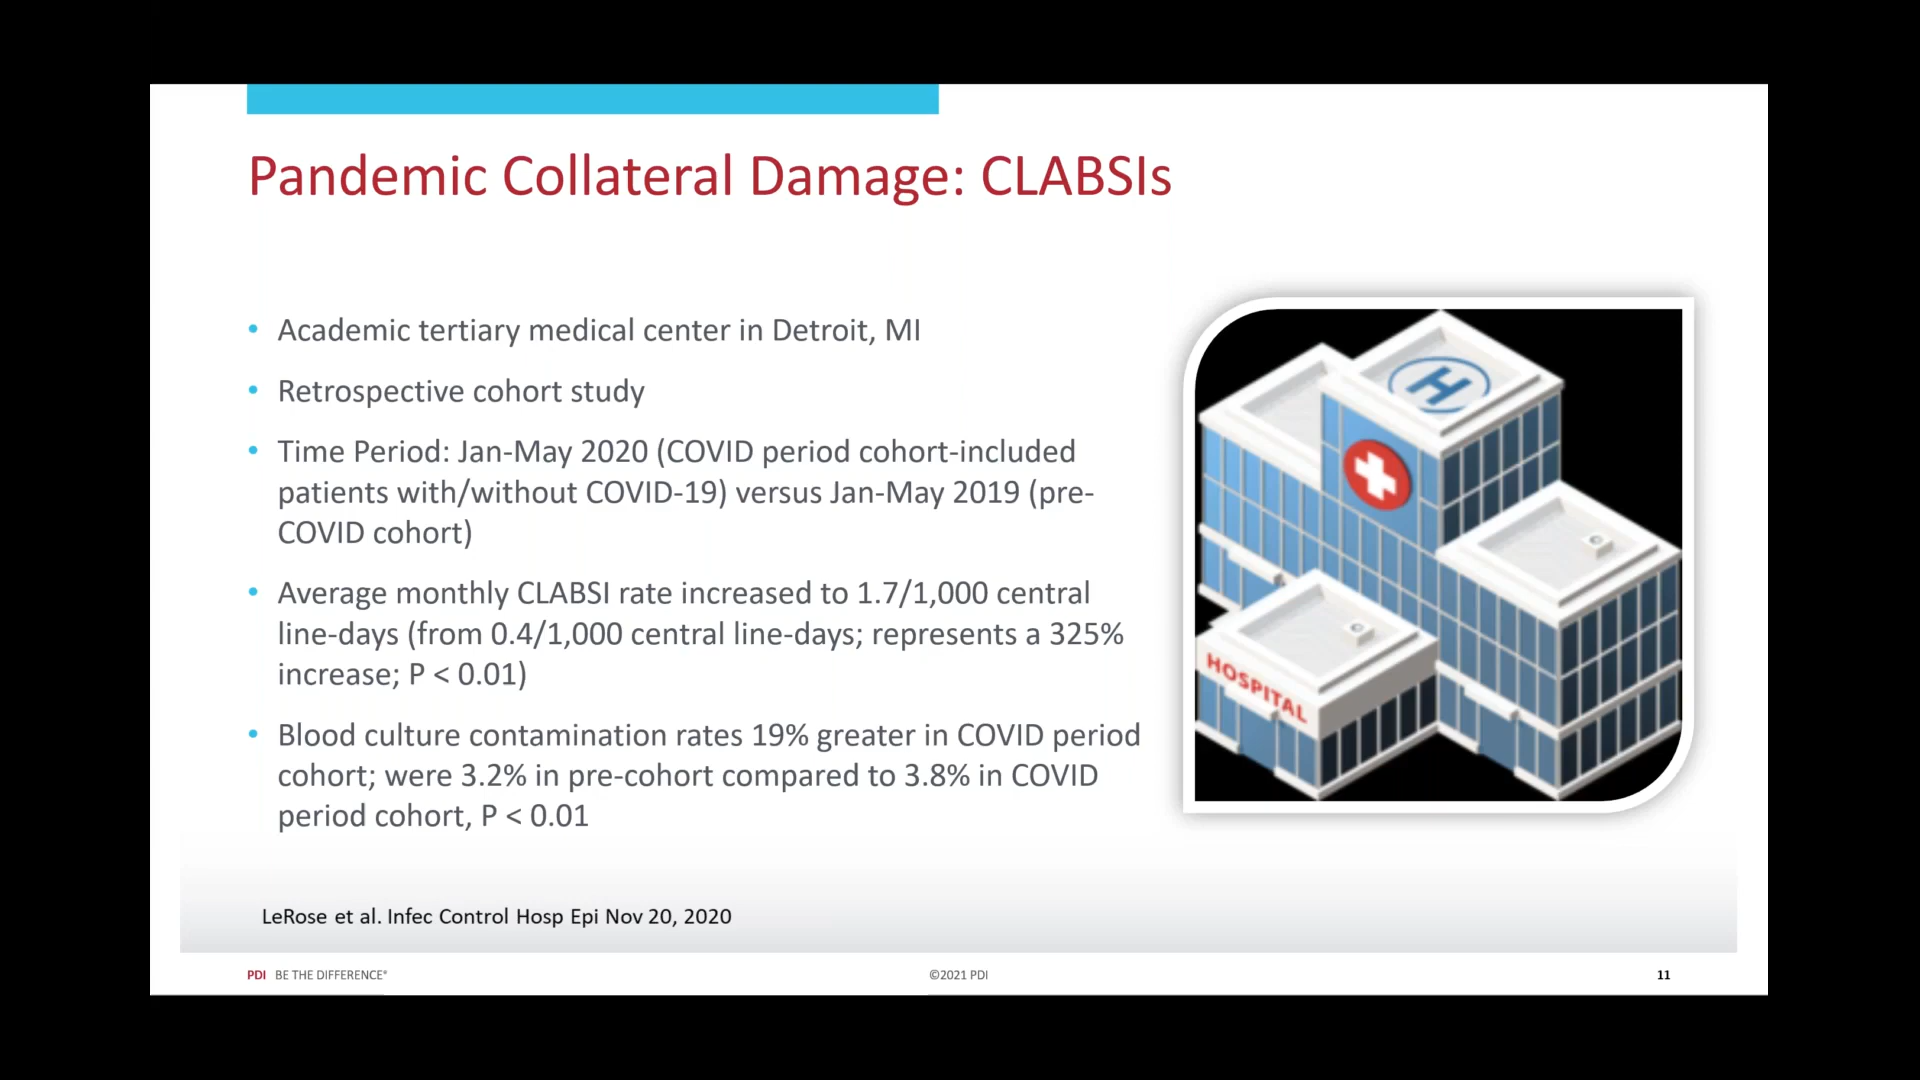 Pandemic Collateral Damage: CLABSIs
• Academic tertiary medical center in Detroit, MI
• Retrospective cohort study
• Time Period: Jan-May 2020 (COVID period cohort-included
patients with/without COVID-19) versus Jan-May 2019 (pre-
COVID cohort)
• Average monthly CLABSI rate increased to 1.7/1,000 central
line-days (from 0.4/1,000 central line-days; represents a 325%
increase; P < 0.01)
• Blood culture contamination rates 19% greater in COVID period
cohort; were 3.2% in pre-cohort compared to 3.8% in COVID
period cohort, P < 0.01
H
HOSPITAL
LeRose et al. Infec Control Hosp Epi Nov 20, 2020
PDI BE THE DIFFERENCE®
©2021 PDI
11